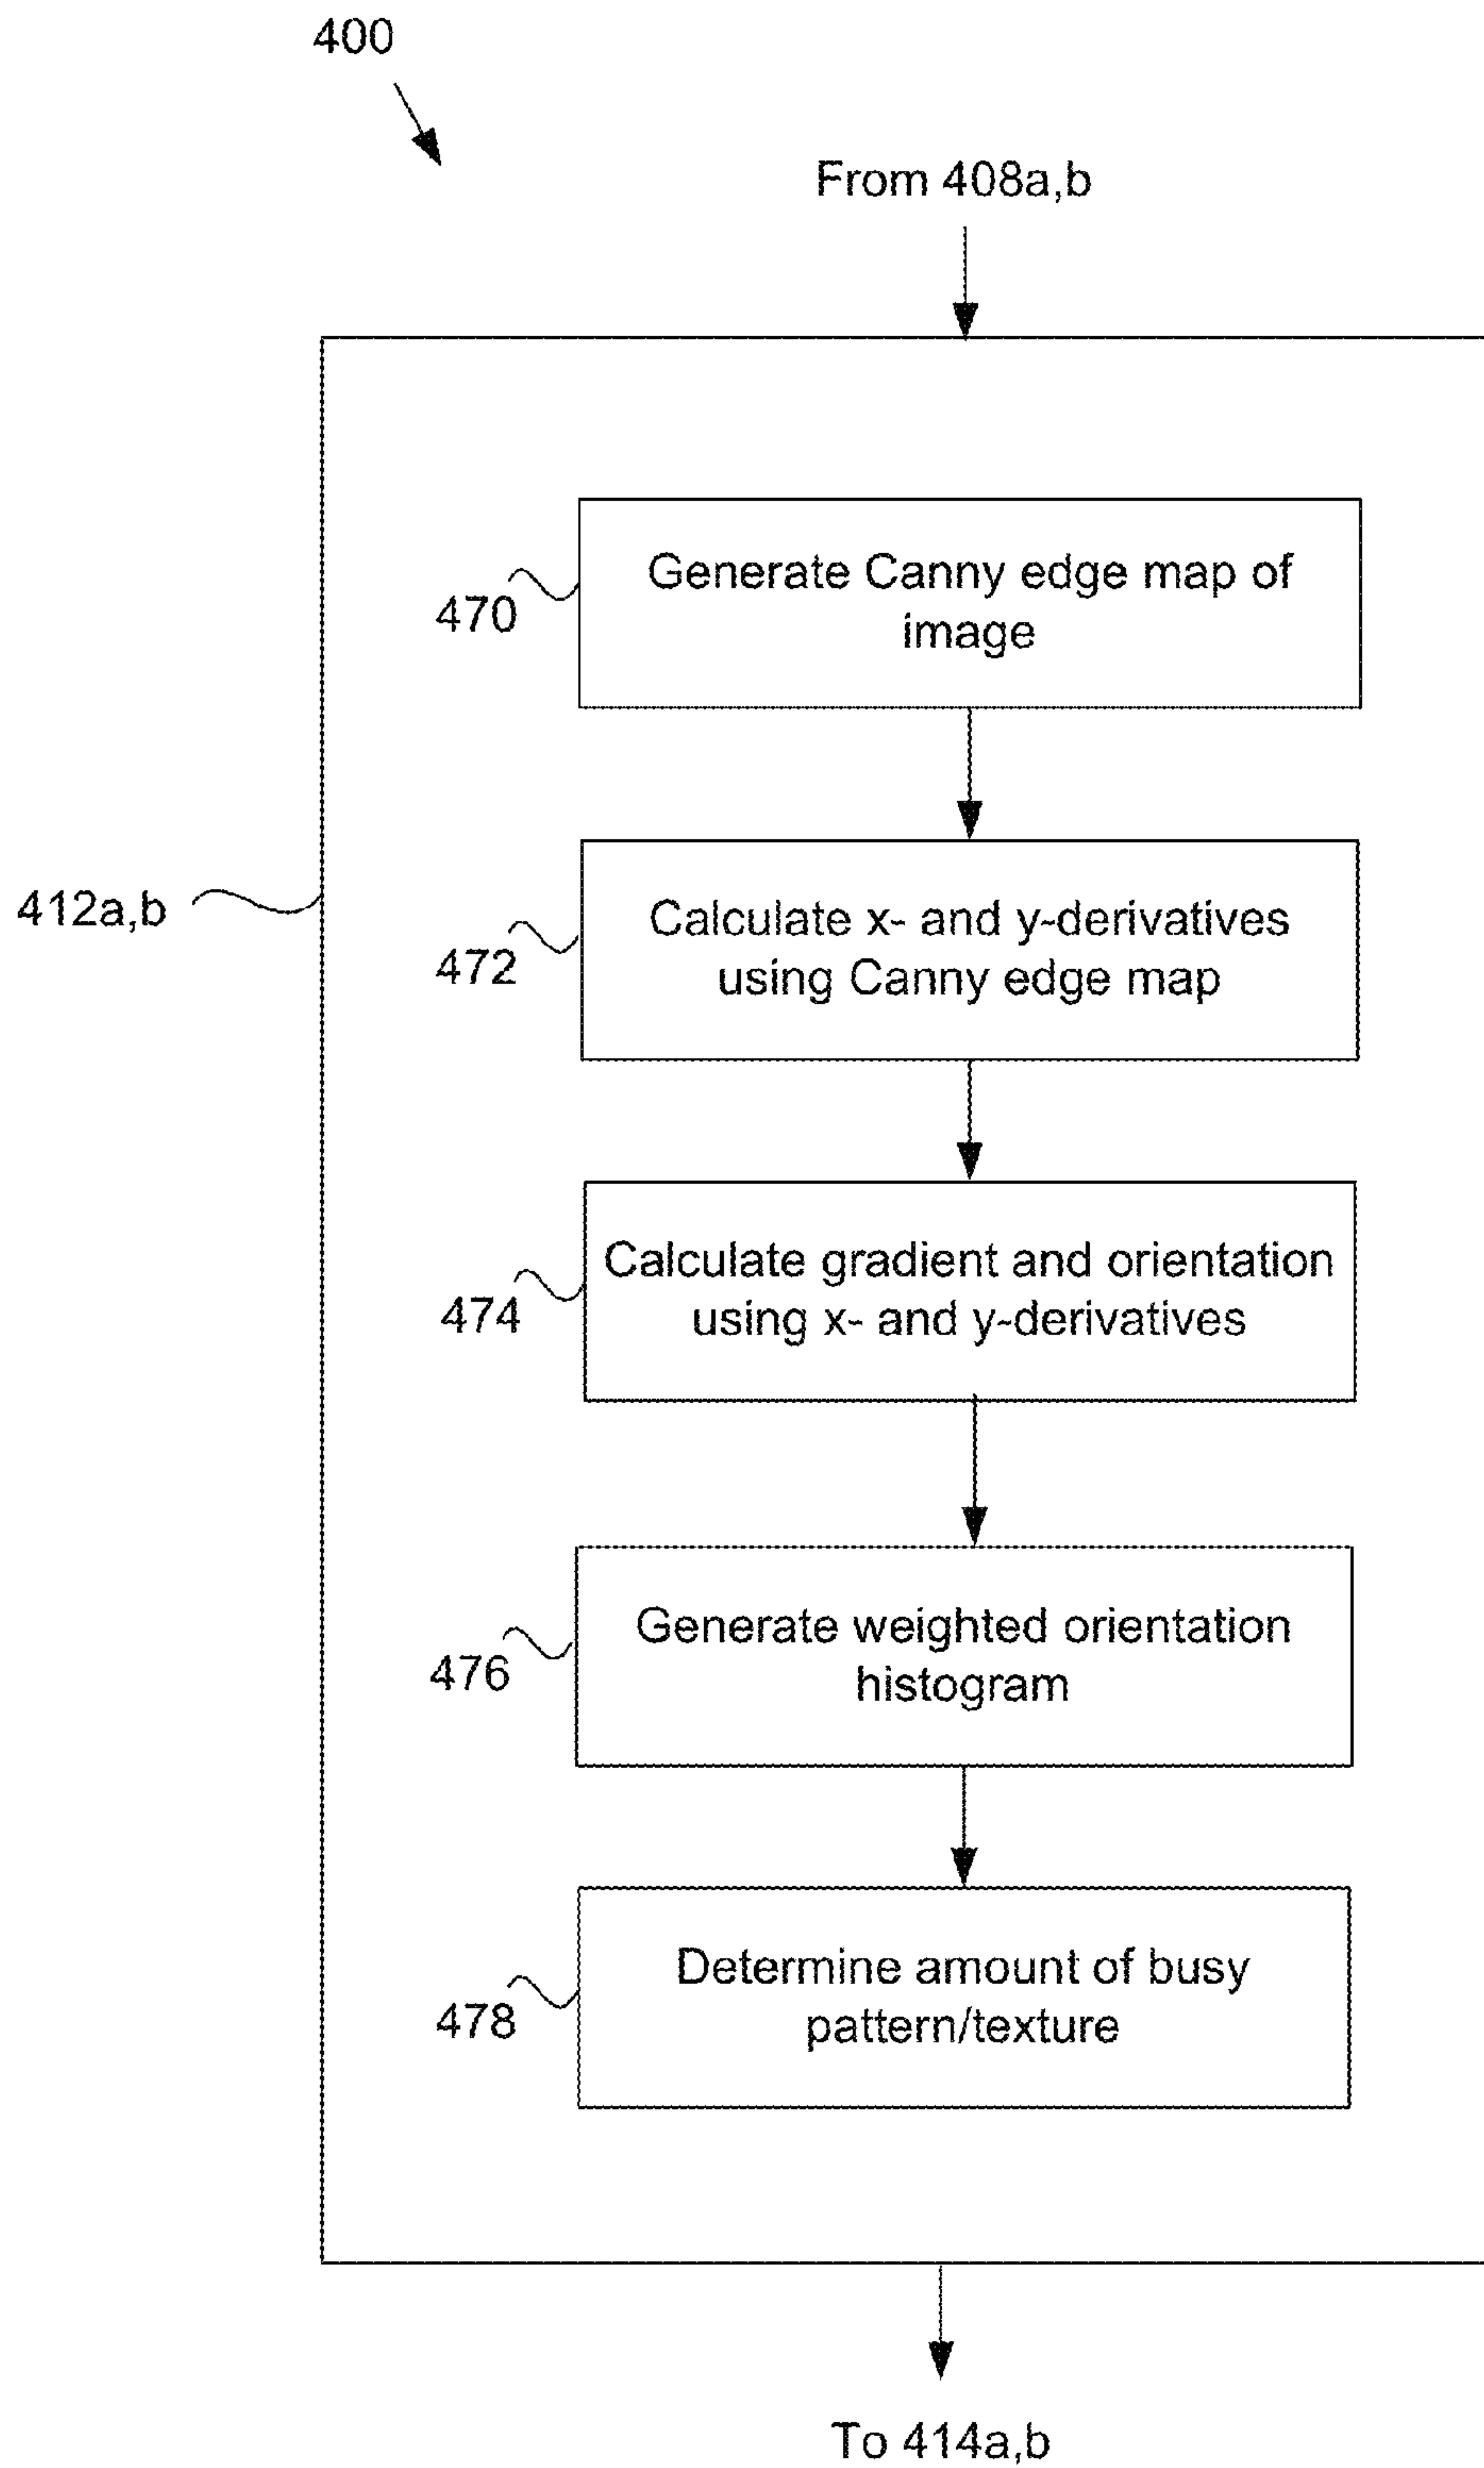 400
From 408a,b
Generate Canny edge map of
image
470
412a,b
Calculate x- and y-derivatives
using Canny edge map
472
Calculate gradient and orientation
using x- and y-derivatives
474
Generate weighted orientation
histogram
476
Determine amount of busy
pattern/texture
478
To 414a,b